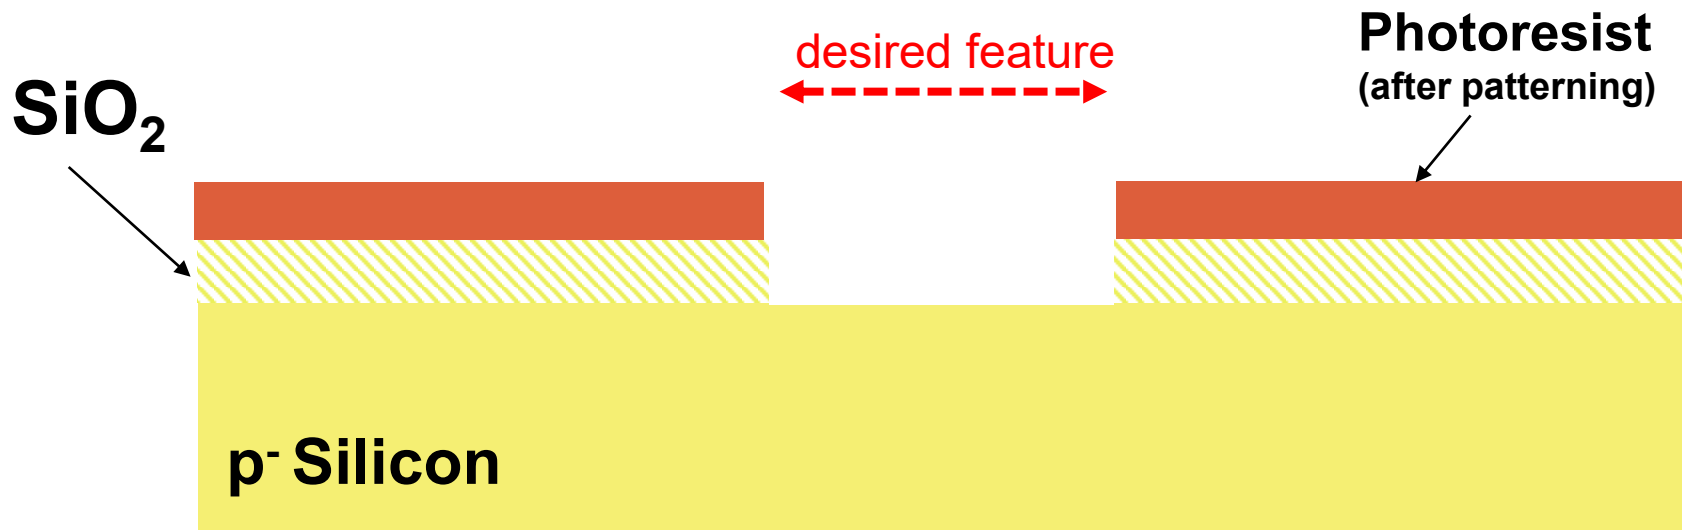 desired feature
Photoresist
(after patterning)
SiO₂
p⁻ Silicon